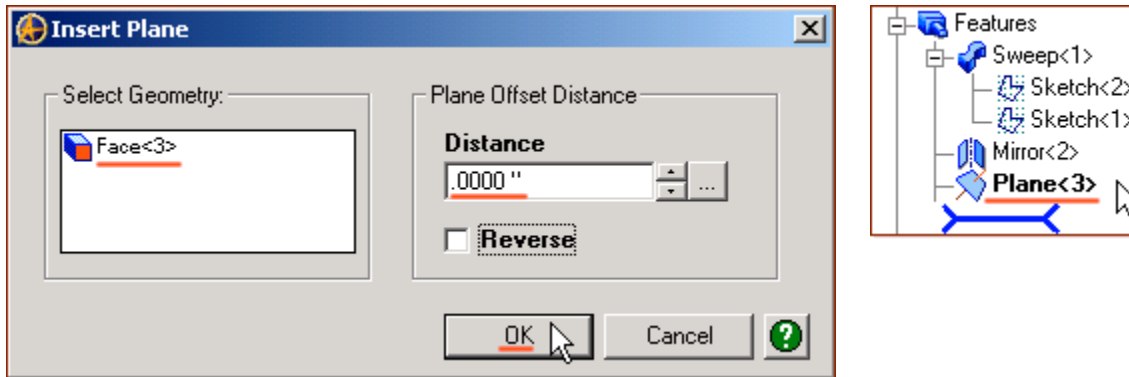 Insert Plane
Select Geometry:
Face<3>
Plane Offset Distance
Distance
.0000 "
...
Reverse
OK
Cancel
?
Features
Sweep<1>
Sketch<2>
Sketch<1>
Mirror<2>
Plane<3>